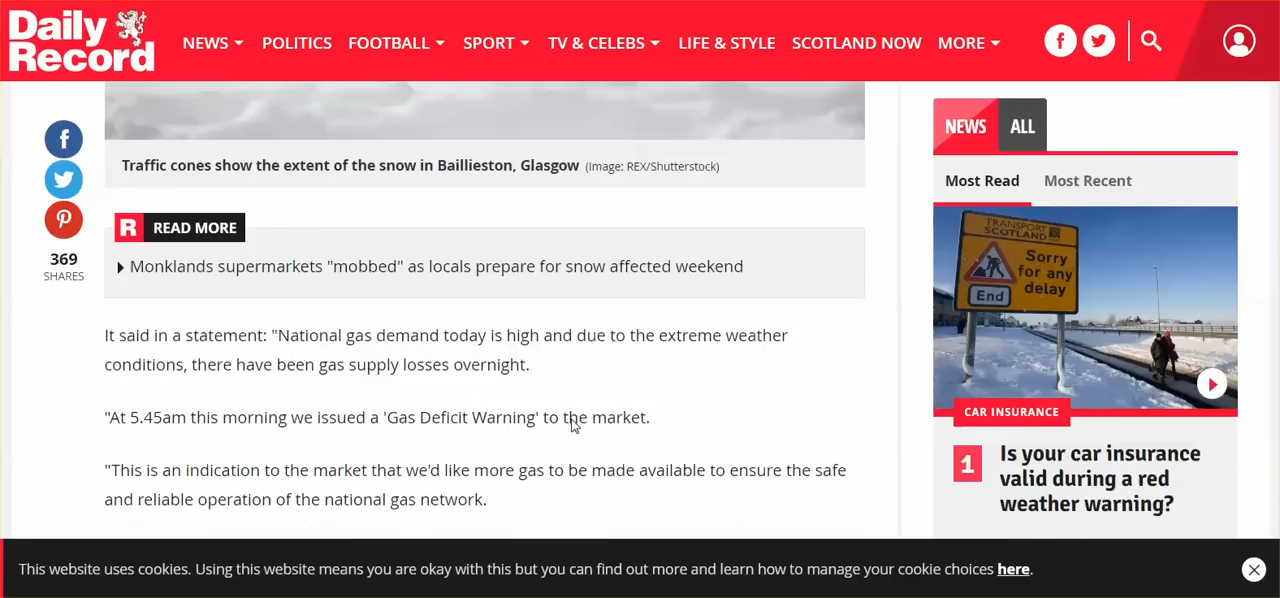 Daily
Record
NEWS
POLITICS
FOOTBALL
SPORT
TV & CELEBS
LIFE & STYLE
SCOTLAND NOW
MORE
Traffic cones show the extent of the snow in Baillieston, Glasgow (Image: REX/Shutterstock)
369
SHARES
R READ MORE
Monklands supermarkets "mobbed" as locals prepare for snow affected weekend
It said in a statement: "National gas demand today is high and due to the extreme weather
conditions, there have been gas supply losses overnight.
"At 5.45am this morning we issued a 'Gas Deficit Warning' to the market.
"This is an indication to the market that we'd like more gas to be made available to ensure the safe
and reliable operation of the national gas network.
NEWS
ALL
Most Read
Most Recent
TRANSPORT
SCOTLAND
Sorry
for any
delay
End
CAR INSURANCE
1
Is your car insurance
valid during a red
weather warning?
This website uses cookies. Using this website means you are okay with this but you can find out more and learn how to manage your cookie choices here.